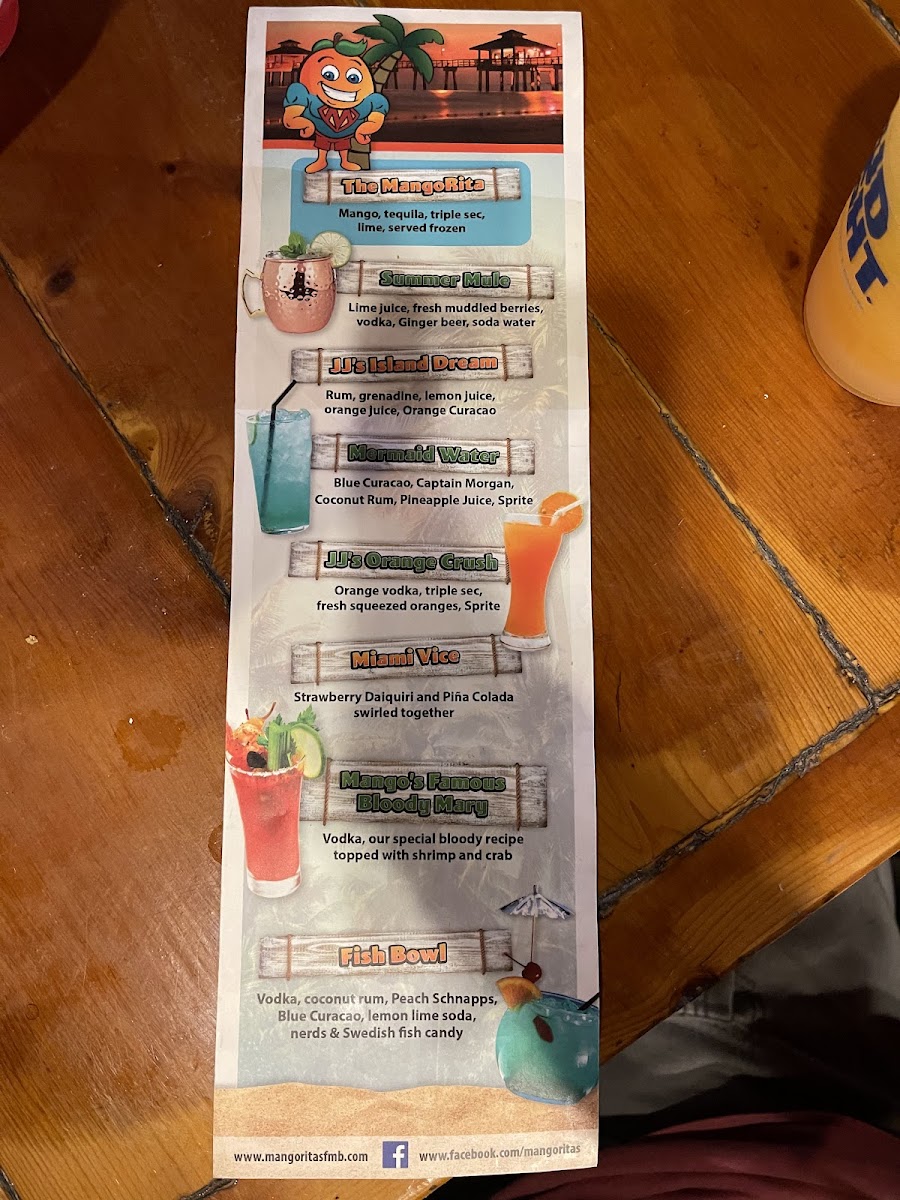 M
The MangoRita
Mango, tequila, triple sec,
lime, served frozen
Summer Mule
Lime juice, fresh muddled berries,
vodka, Ginger beer, soda water
JJ's Island Dream
Rum, grenadine, lemon juice,
orange juice, Orange Curacao
Mermaid Water
Blue Curacao, Captain Morgan,
Coconut Rum, Pineapple Juice, Sprite
JJ's Orange Crush
Orange vodka, triple sec,
fresh squeezed oranges, Sprite
Miami Vice
Strawberry Daiquiri and Piña Colada
swirled together
Mango's Famous
Bloody Mary
Vodka, our special bloody recipe
topped with shrimp and crab
Fish Bowl
Vodka, coconut rum, Peach Schnapps,
Blue Curacao, lemon lime soda,
nerds & Swedish fish candy
www.mangoritasfmb.com f www.facebook.com/mangoritas